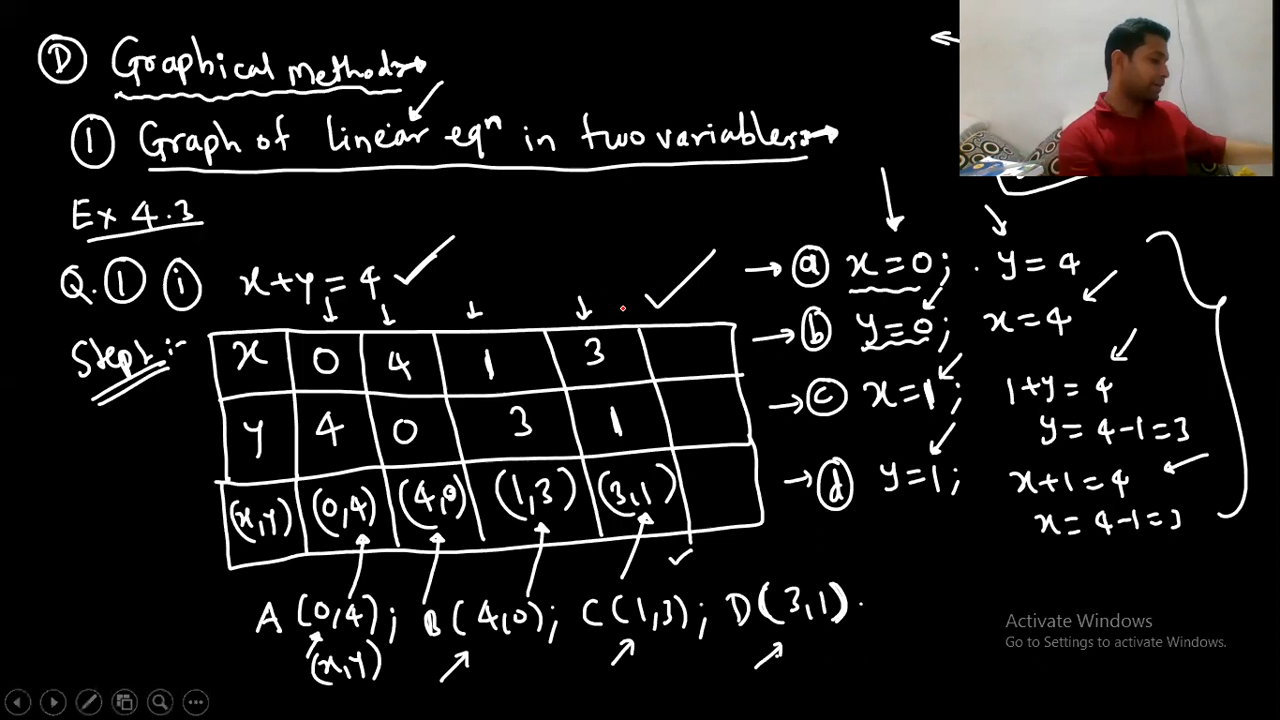 D Graphical method→
1 Graph of linear eqⁿ in two variables→
Ex 4.3
Q. 1 i x+y=4
Step1:-
x 0 4 1 3
y 4 0 3 1
(x,y) (0,4) (4,0) (1,3) (3,1)
A (0,4); B (4,0); C (1,3); D (3,1).
(x,y)
→ a x=0; y=4
→ b y=0; x=4
→ c x=1; 1+y=4
y= 4-1=3
→ d y=1; x+1=4
x= 4-1=3
Activate Windows
Go to Settings to activate Windows.